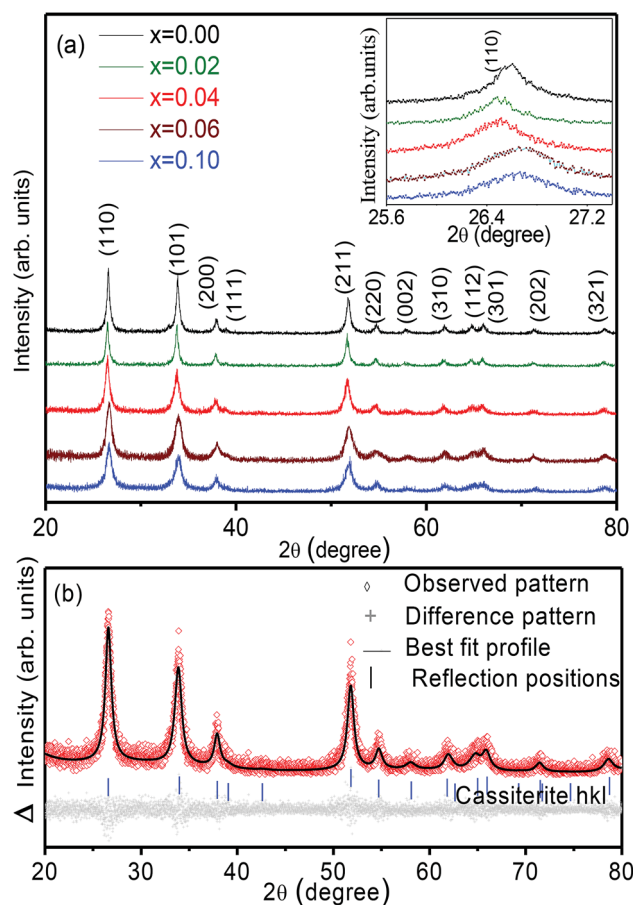 (a)
x=0.00
x=0.02
x=0.04
x=0.06
x=0.10
Intensity (arb.units)
(110)
25.6 26.4 27.2
2θ (degree)
Intensity (arb. units)
(110) (101) (200) (111) (211) (220) (002) (310) (112) (301) (202) (321)
20 40 60 80
2θ (degree)
(b)
Observed pattern
Difference pattern
Best fit profile
Reflection positions
Δ Intensity (arb. units)
Cassiterite hkl
20 30 40 50 60 70 80
2θ (degree)